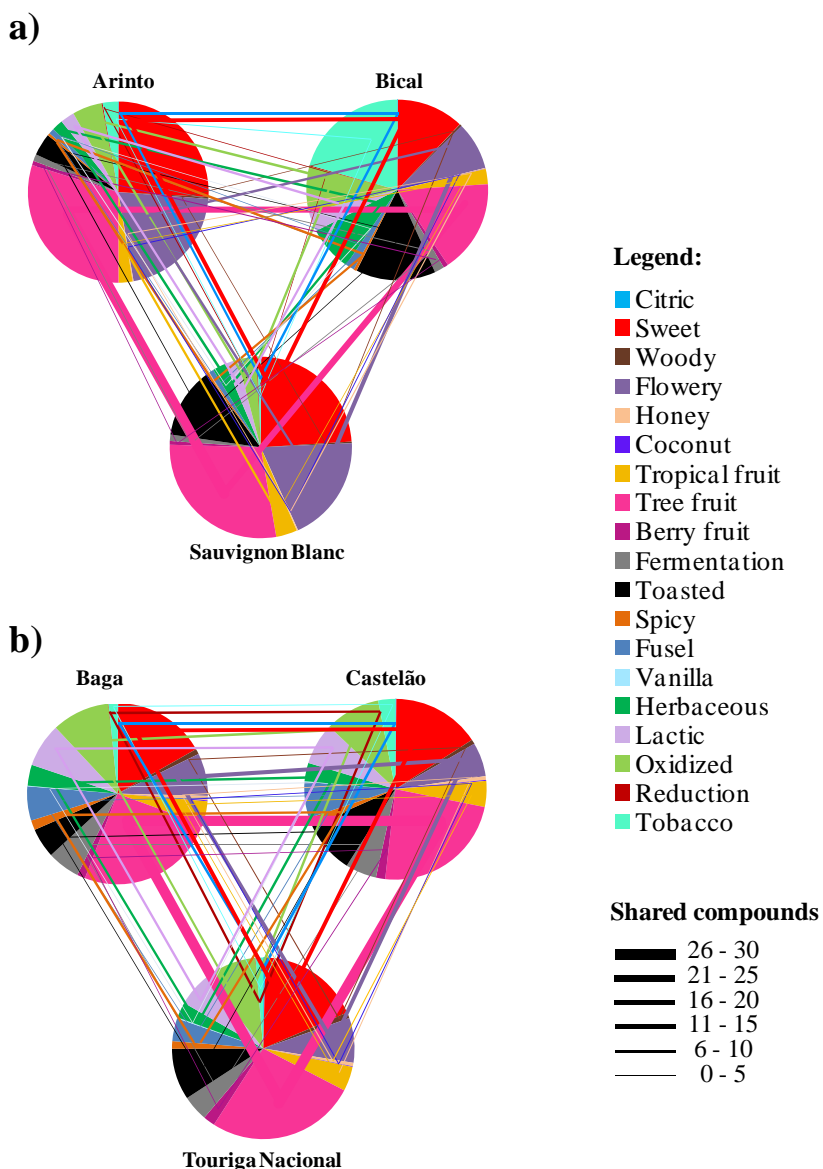 a)
Arinto
Bical
Sauvignon Blanc
Legend:
Citric
Sweet
Woody
Flowery
Honey
Coconut
Tropical fruit
Tree fruit
Berry fruit
Fermentation
Toasted
Spicy
Fusel
Vanilla
Herbaceous
Lactic
Oxidized
Reduction
Tobacco
b)
Baga
Castelão
Touriga Nacional
Shared compounds
26 - 30
21 - 25
16 - 20
11 - 15
6 - 10
0 - 5